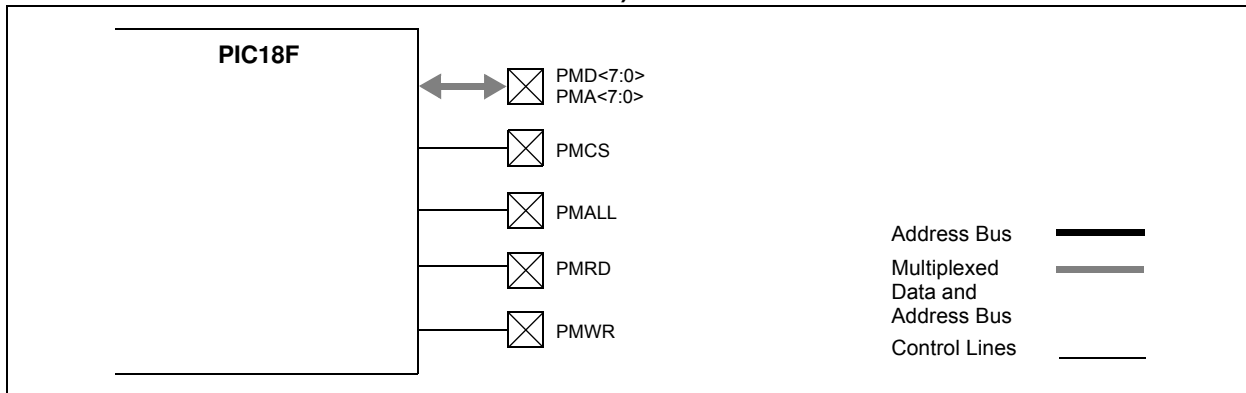 PIC18F
PMD<7:0>
PMA<7:0>
PMCS
PMALL
PMRD
PMWR
Address Bus
Multiplexed
Data and
Address Bus
Control Lines